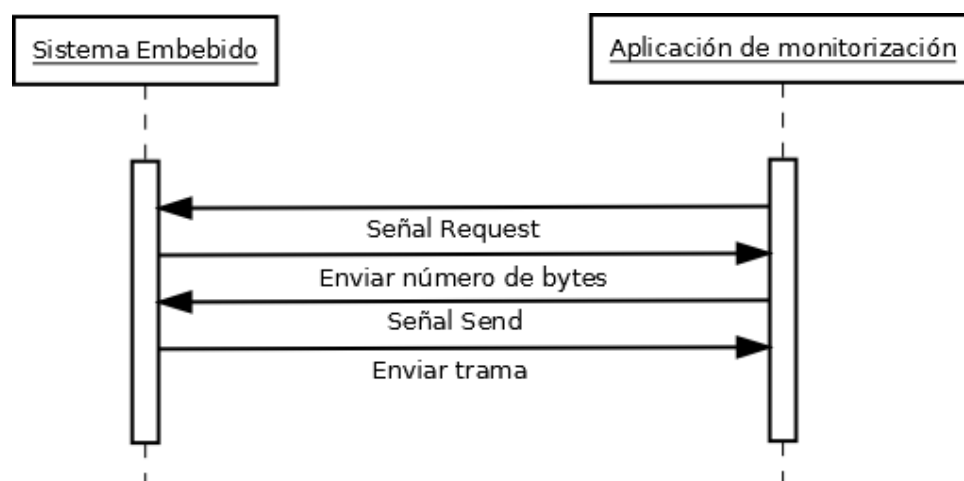 Sistema Embebido
Aplicación de monitorización
Señal Request
Enviar número de bytes
Señal Send
Enviar trama